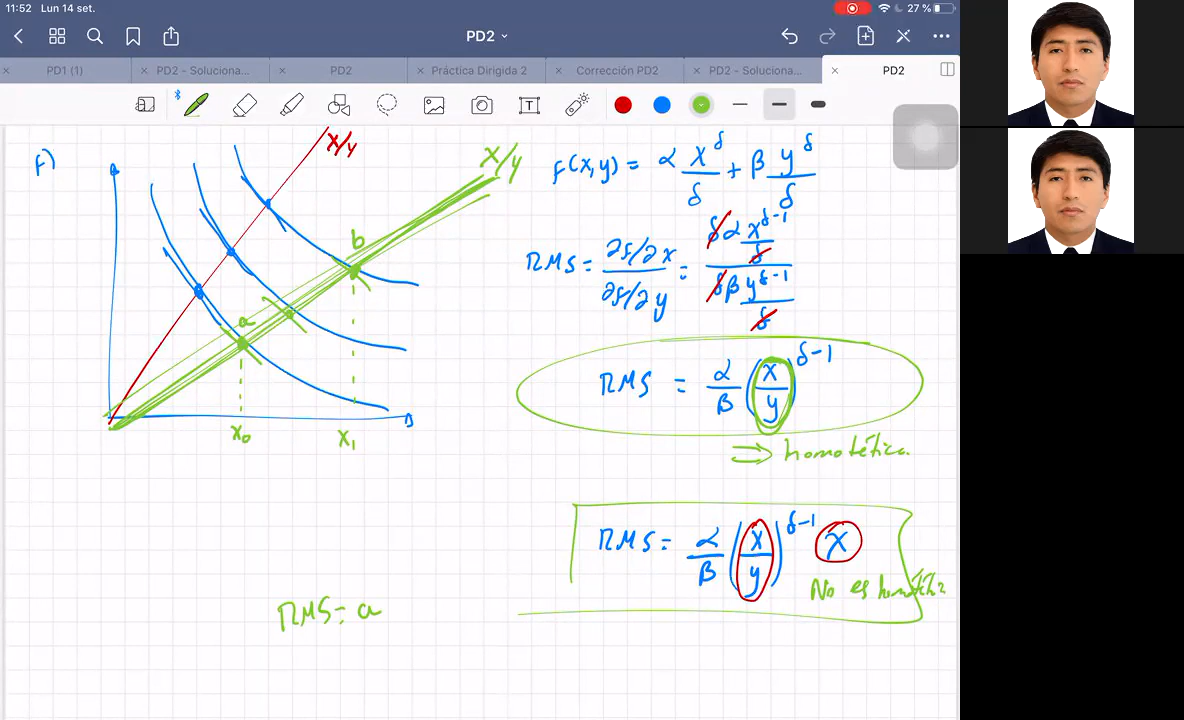 11:52 Lun 14 set.
27 %
PD2
PD1 (1)
PD2 - Soluciona...
PD2
Práctica Dirigida 2
Corrección PD2
PD2 - Soluciona...
PD2
F)
x/y
x/y
b
a
x₀
x₁
f(x,y) = α x^δ/δ + β y^δ/δ
RMS = ∂f/∂x / ∂f/∂y = δα x^δ-1/δ / δβ y^δ-1/δ
RMS = α/β (x/y)^δ-1
⇒ homotética.
RMS = α/β (x/y)^δ-1 x
No es homotética
RMS = a